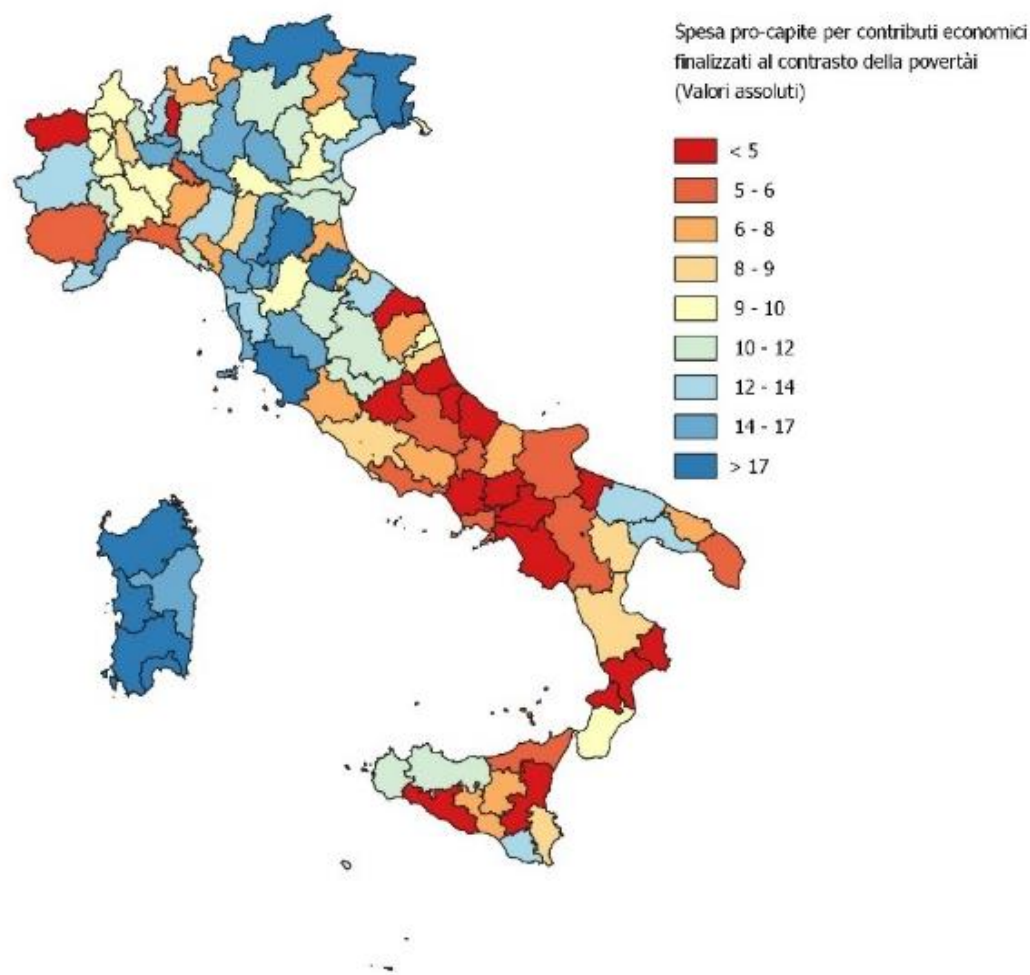 Spesa pro-capite per contributi economici
finalizzati al contrasto della povertài
(Valori assoluti)
< 5
5 - 6
6 - 8
8 - 9
9 - 10
10 - 12
12 - 14
14 - 17
> 17